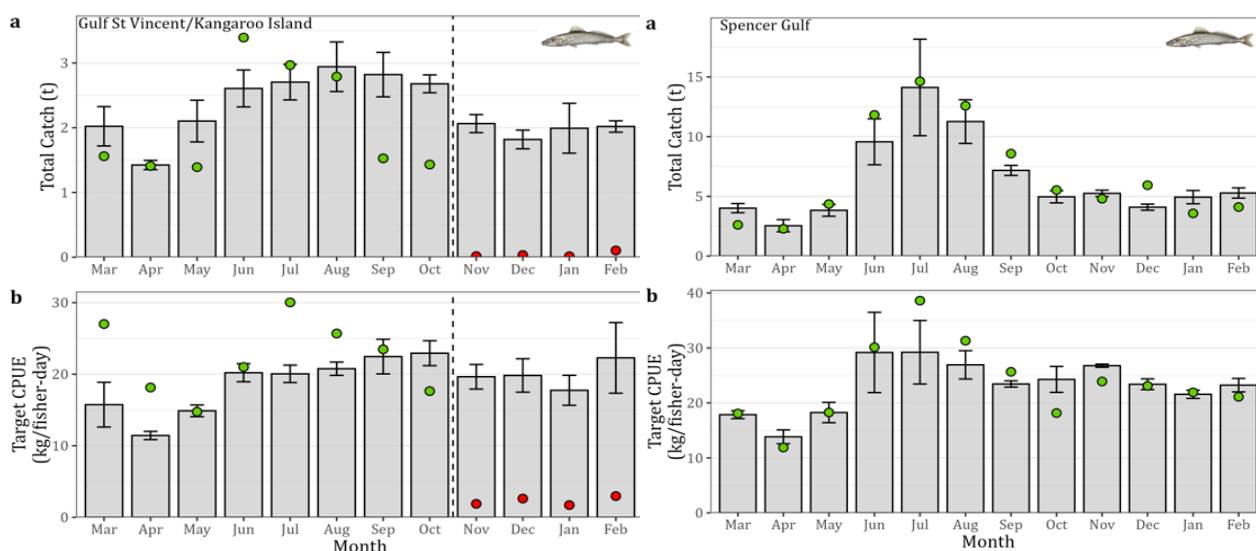 a
Gulf St Vincent/Kangaroo Island
Total Catch (t)
3
2
1
0
Mar Apr May Jun Jul Aug Sep Oct Nov Dec Jan Feb
b
Target CPUE
(kg/fisher-day)
30
20
10
0
Mar Apr May Jun Jul Aug Sep Oct Nov Dec Jan Feb
Month
a
Spencer Gulf
Total Catch (t)
15
10
5
0
Mar Apr May Jun Jul Aug Sep Oct Nov Dec Jan Feb
b
Target CPUE
(kg/fisher-day)
40
30
20
10
0
Mar Apr May Jun Jul Aug Sep Oct Nov Dec Jan Feb
Month